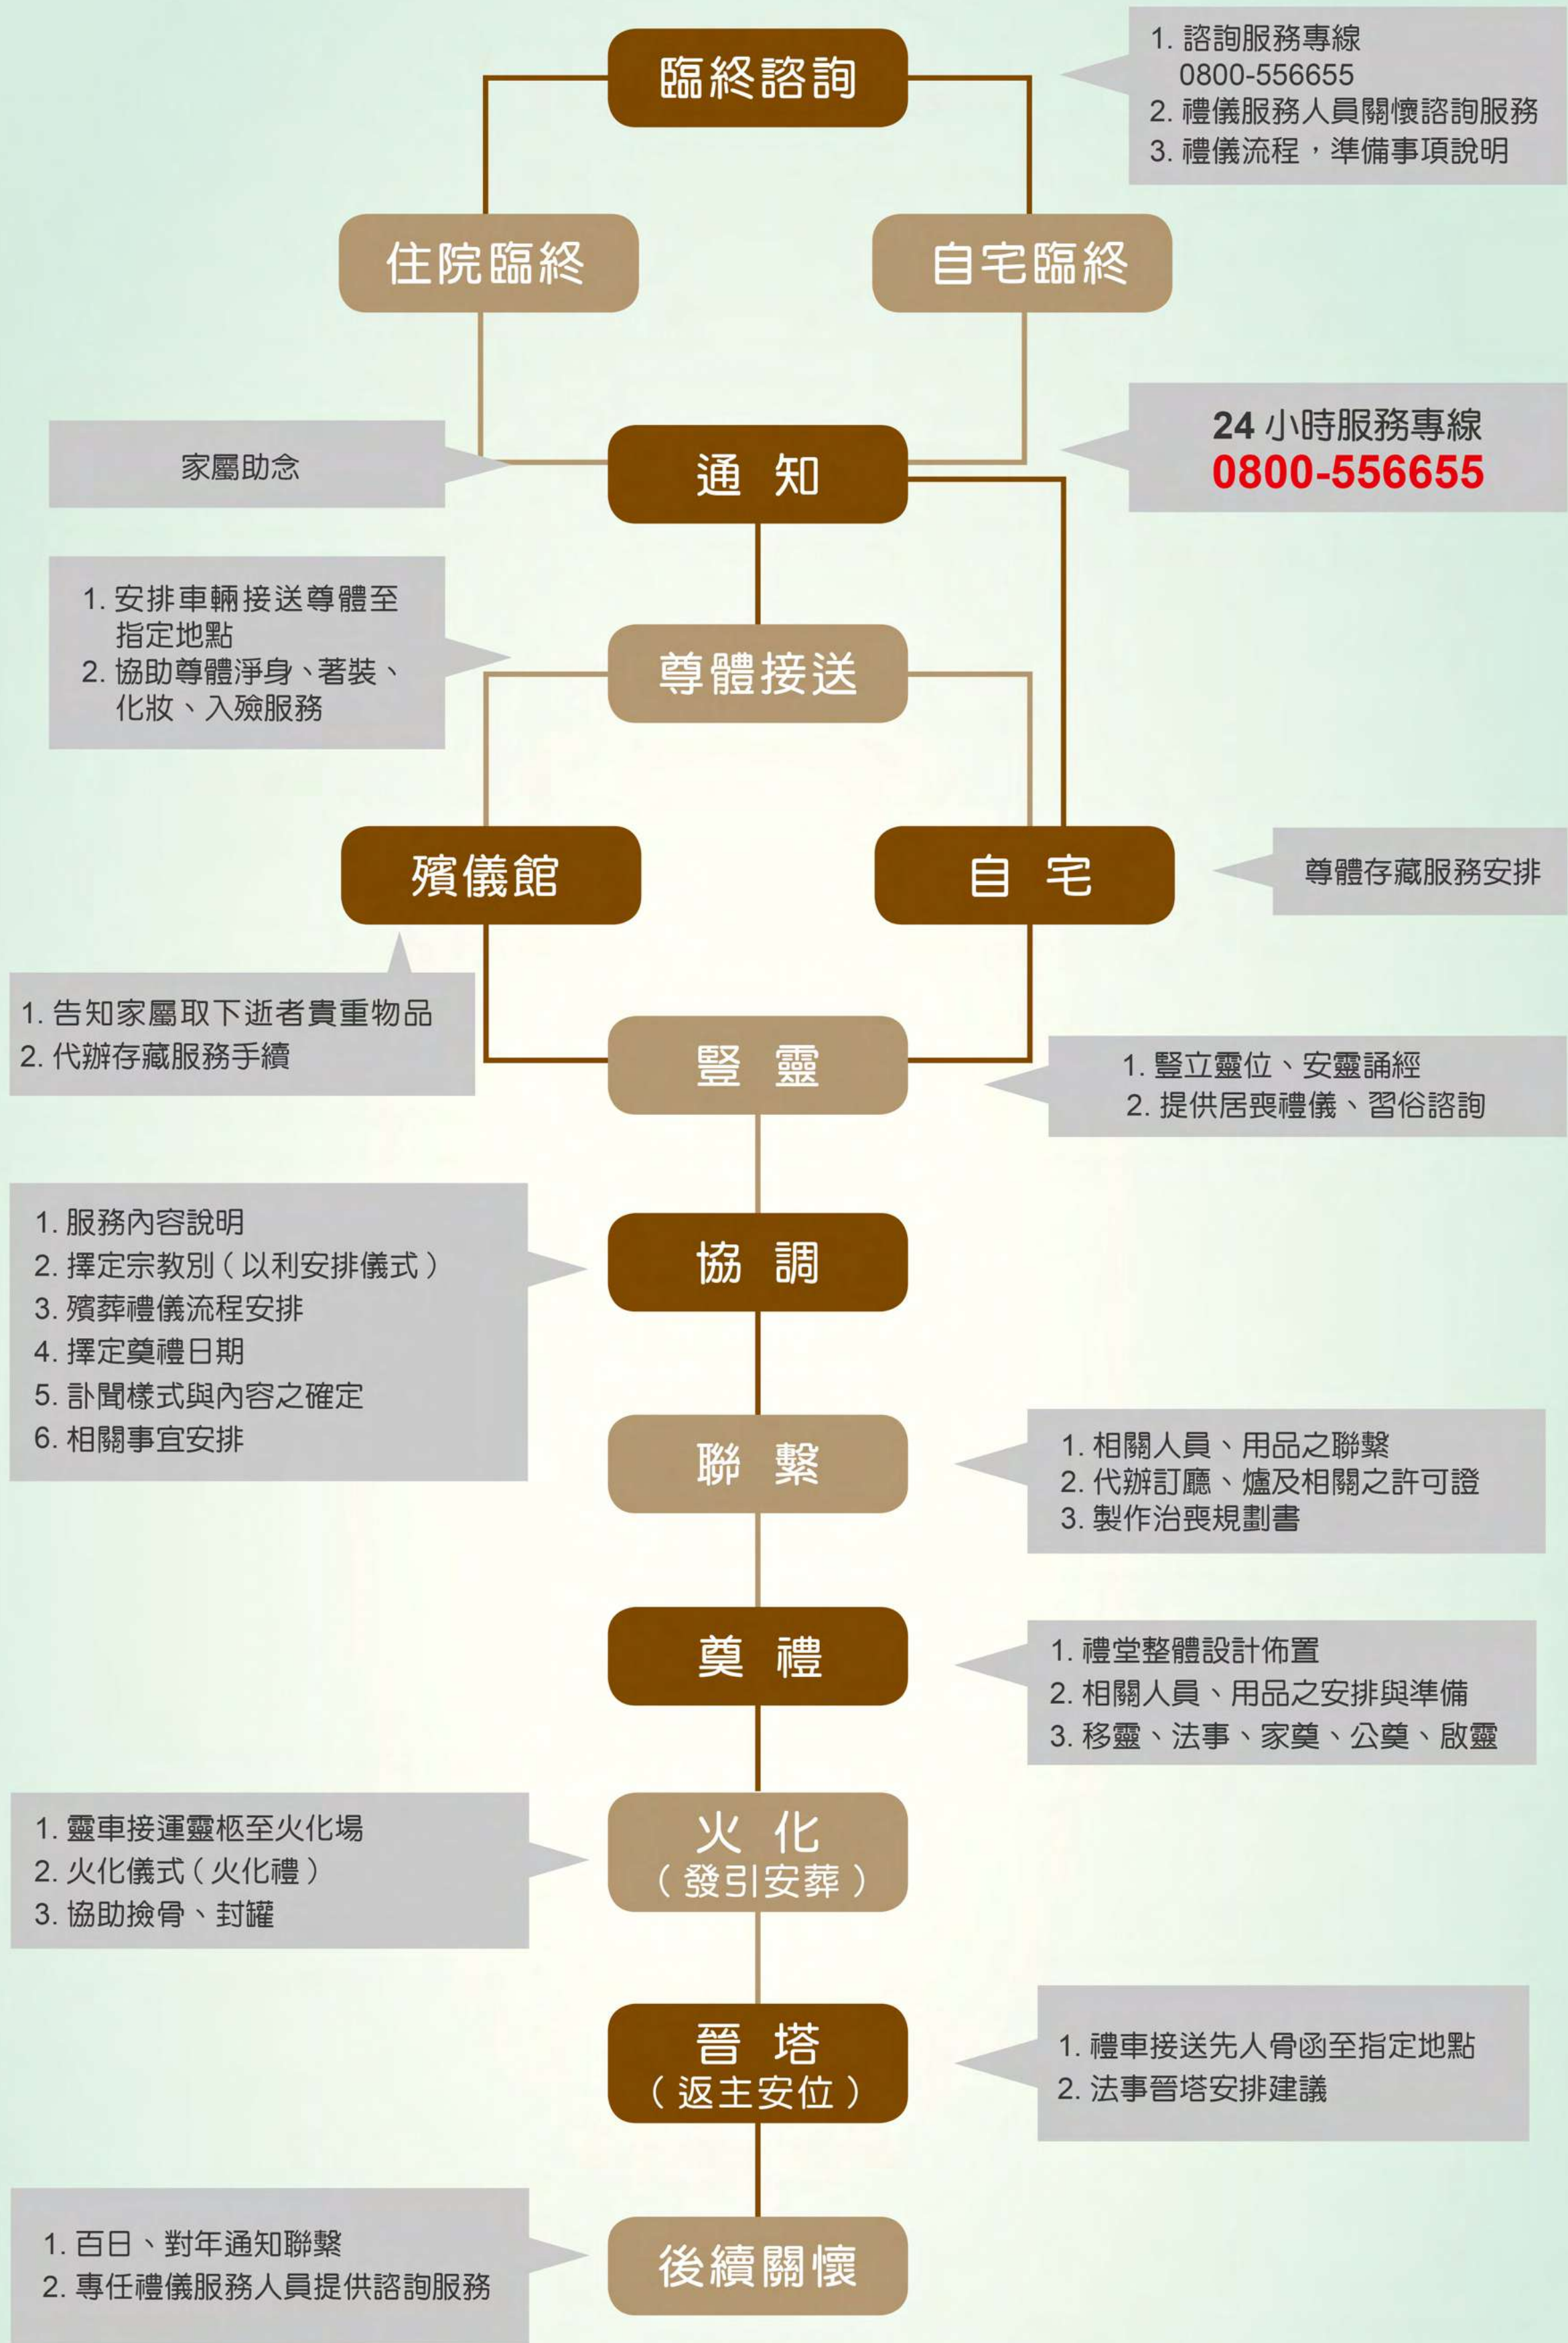 臨終諮詢
1. 諮詢服務專線
0800-556655
2. 禮儀服務人員關懷諮詢服務
3. 禮儀流程，準備事項說明
住院臨終
自宅臨終
家屬助念
通知
24 小時服務專線
0800-556655
1. 安排車輛接送尊體至
指定地點
2. 協助尊體淨身、著裝、
化妝、入殮服務
尊體接送
殯儀館
自宅
尊體存藏服務安排
1. 告知家屬取下逝者貴重物品
2. 代辦存藏服務手續
豎靈
1. 豎立靈位、安靈誦經
2. 提供居喪禮儀、習俗諮詢
1. 服務內容說明
2. 擇定宗教別（以利安排儀式）
3. 殯葬禮儀流程安排
4. 擇定奠禮日期
5. 訃聞樣式與內容之確定
6. 相關事宜安排
協調
聯繫
1. 相關人員、用品之聯繫
2. 代辦訂廳、爐及相關之許可證
3. 製作治喪規劃書
奠禮
1. 禮堂整體設計佈置
2. 相關人員、用品之安排與準備
3. 移靈、法事、家奠、公奠、啟靈
1. 靈車接運靈柩至火化場
2. 火化儀式（火化禮）
3. 協助撿骨、封罐
火化
（發引安葬）
晉塔
（返主安位）
1. 禮車接送先人骨函至指定地點
2. 法事晉塔安排建議
1. 百日、對年通知聯繫
2. 專任禮儀服務人員提供諮詢服務
後續關懷